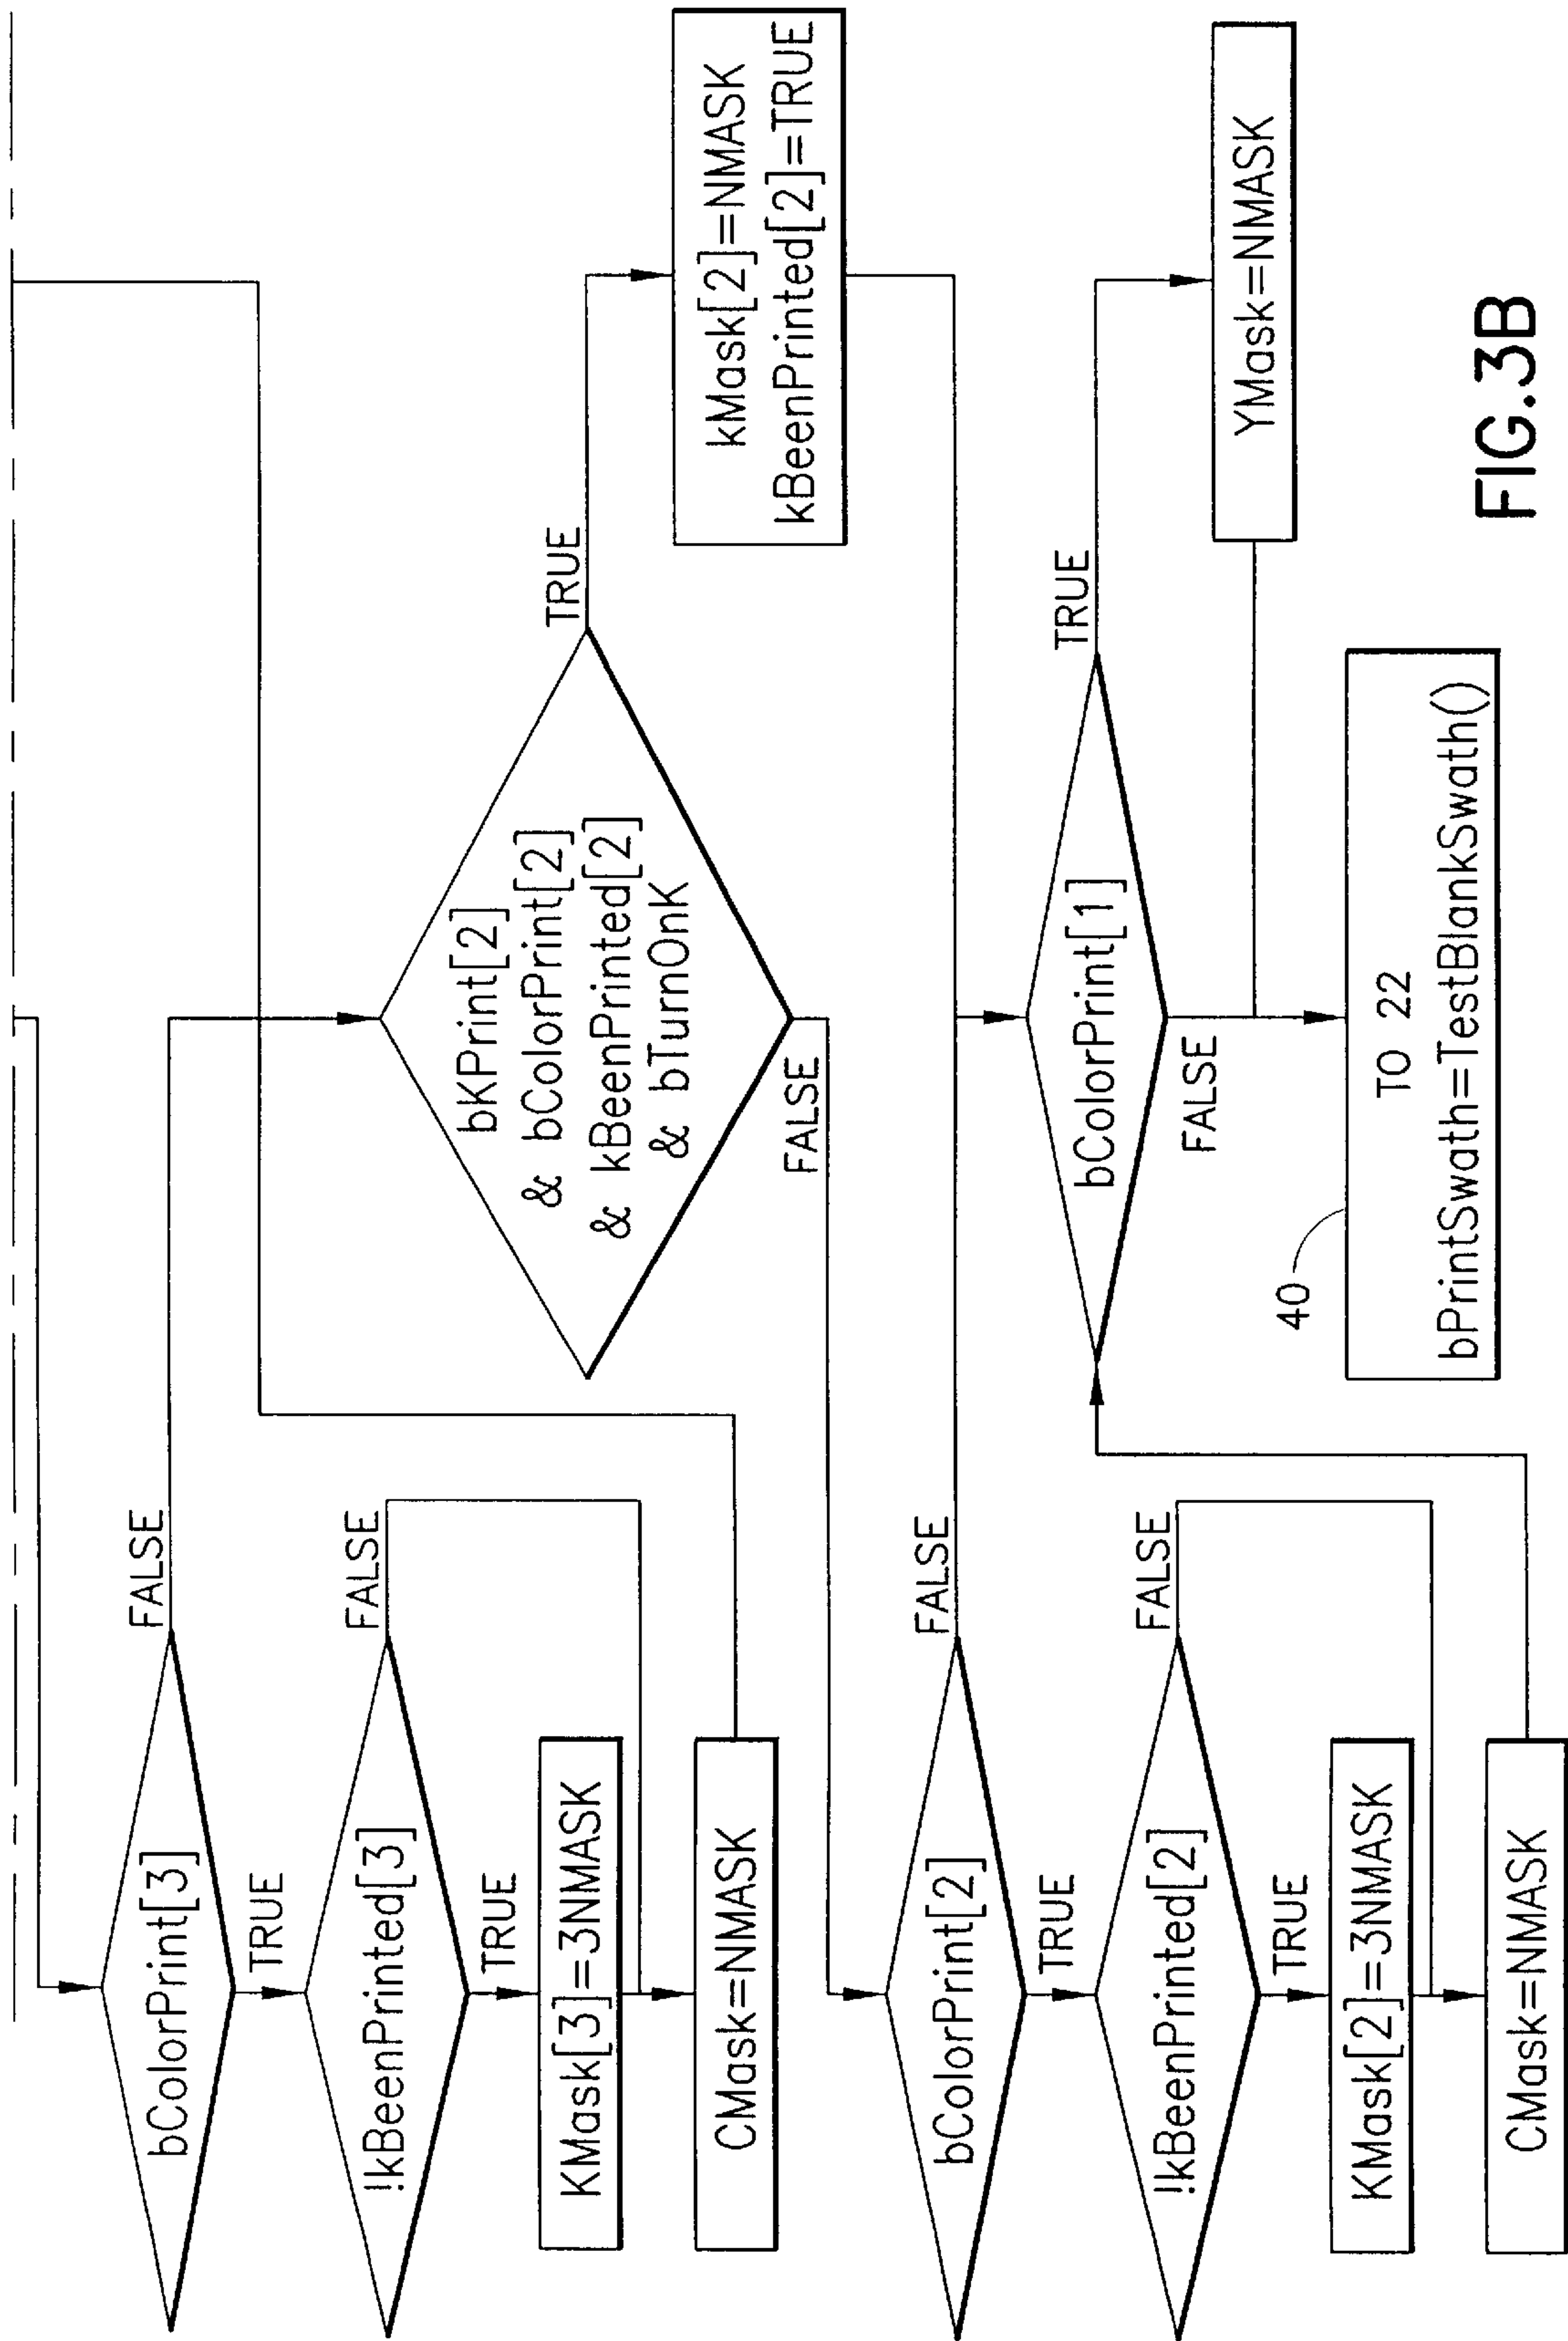 bColorPrint[3]
FALSE
TRUE
!kBeenPrinted[3]
FALSE
TRUE
KMask[3]=3NMASK
CMask=NMASK
bKPrint[2]
& bColorPrint[2]
& kBeenPrinted[2]
& bTurnOnK
TRUE
FALSE
kMask[2]=NMASK
kBeenPrinted[2]=TRUE
bColorPrint[2]
FALSE
TRUE
!kBeenPrinted[2]
FALSE
TRUE
KMask[2]=3NMASK
CMask=NMASK
bColorPrint[1]
TRUE
FALSE
YMask=NMASK
40
TO 22
bPrintSwath=TestBlankSwath()
FIG.3B